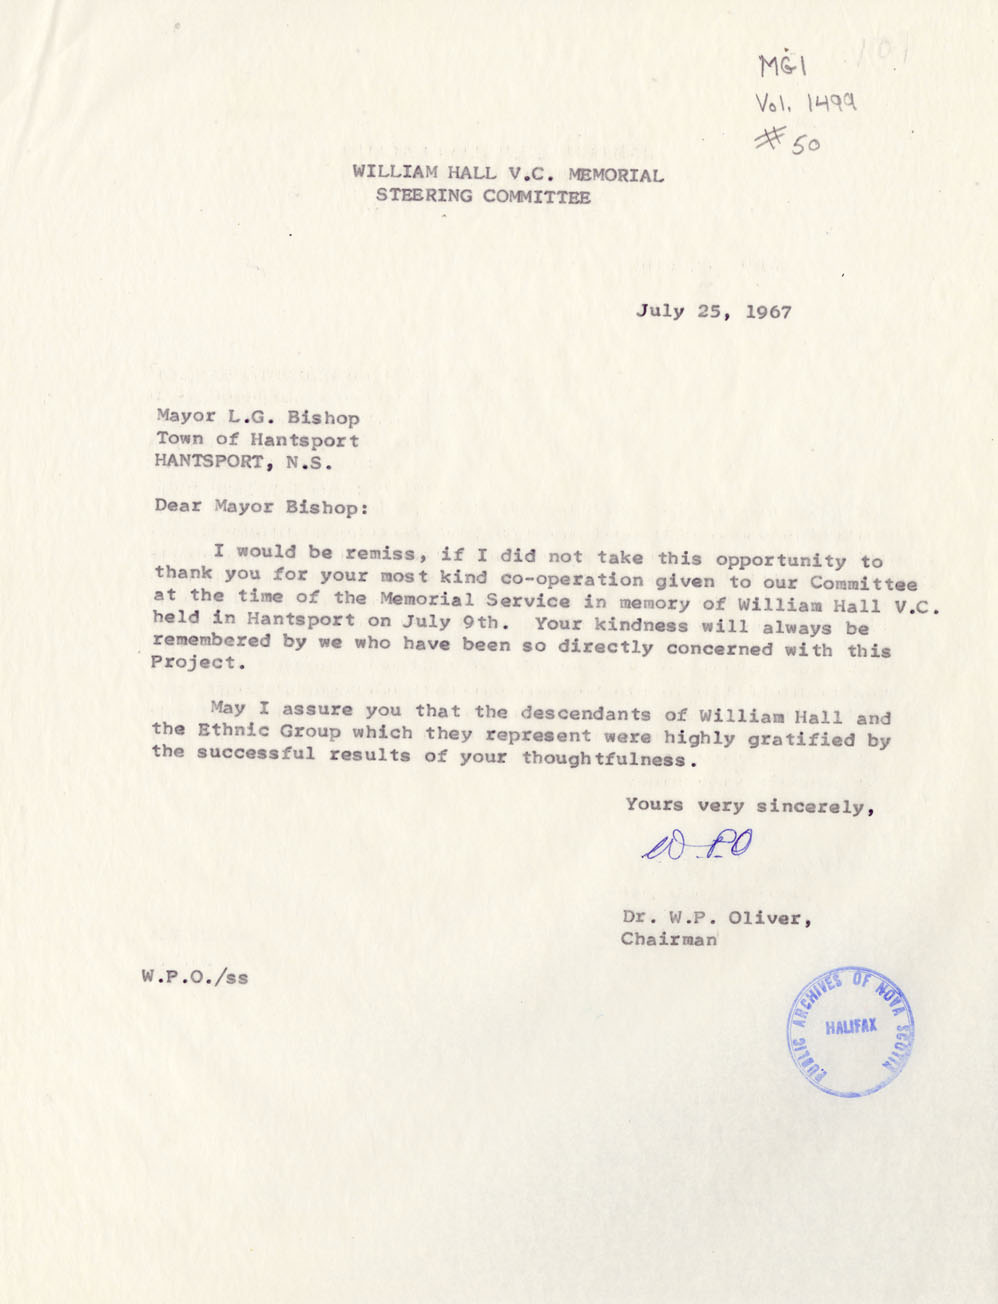 MG1
Vol. 1499
#50
WILLIAM HALL V.C. MEMORIAL
STEERING COMMITTEE
July 25, 1967
Mayor L.G. Bishop
Town of Hantsport
HANTSPORT, N.S.
Dear Mayor Bishop:
I would be remiss, if I did not take this opportunity to
thank you for your most kind co-operation given to our Committee
at the time of the Memorial Service in memory of William Hall V.C.
held in Hantsport on July 9th. Your kindness will always be
remembered by we who have been so directly concerned with this
Project.
May I assure you that the descendants of William Hall and
the Ethnic Group which they represent were highly gratified by
the successful results of your thoughtfulness.
Yours very sincerely,
W.P.O
Dr. W.P. Oliver,
Chairman
W.P.O./ss
PUBLIC ARCHIVES OF NOVA SCOTIA
HALIFAX